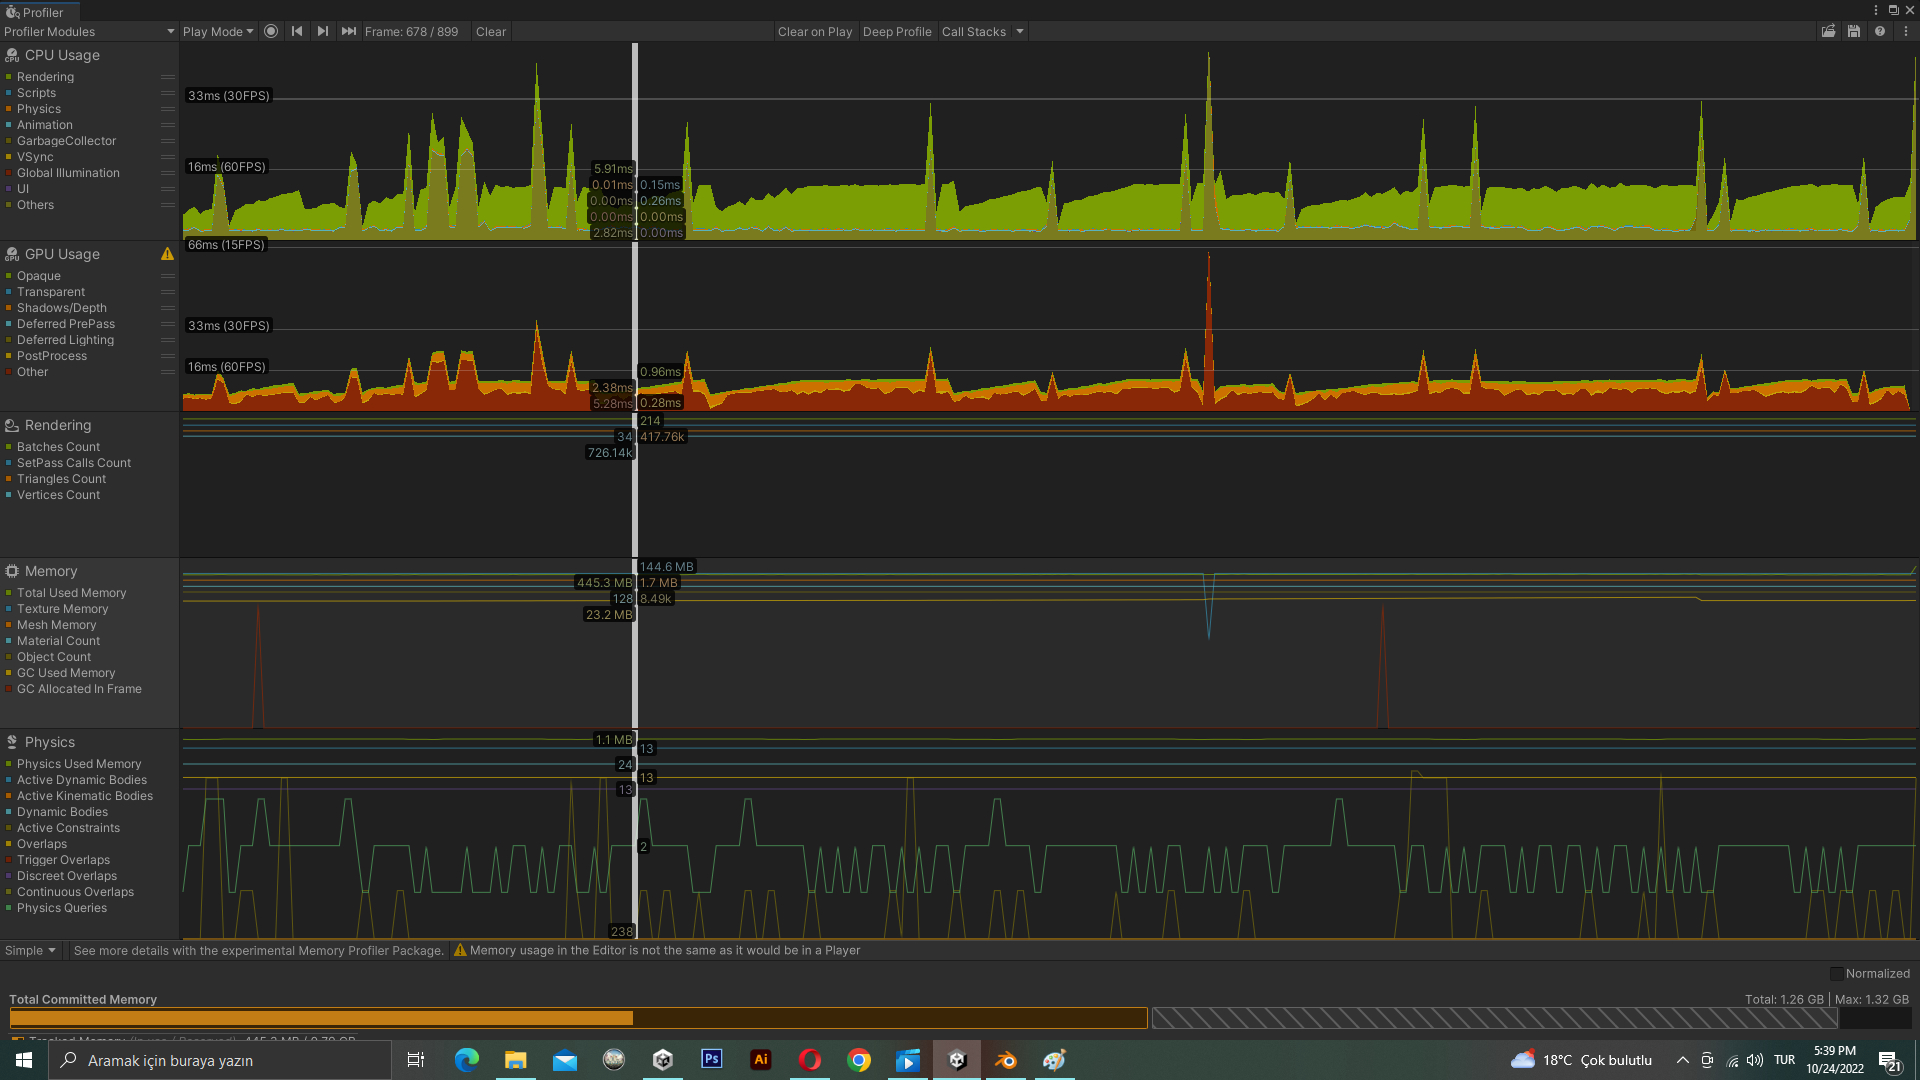 Profiler
Profiler Modules
Play Mode
Frame: 678 / 899
Clear
Clear on Play
Deep Profile
Call Stacks
CPU Usage
Rendering
Scripts
Physics
Animation
GarbageCollector
VSync
Global Illumination
UI
Others
33ms (30FPS)
16ms (60FPS)
5.91ms
0.01ms
0.15ms
0.00ms
0.26ms
0.00ms
0.00ms
2.82ms
0.00ms
GPU Usage
Opaque
Transparent
Shadows/Depth
Deferred PrePass
Deferred Lighting
PostProcess
Other
66ms (15FPS)
33ms (30FPS)
16ms (60FPS)
0.96ms
2.38ms
5.28ms
0.28ms
Rendering
Batches Count
SetPass Calls Count
Triangles Count
Vertices Count
214
34
417.76k
726.14k
Memory
Total Used Memory
Texture Memory
Mesh Memory
Material Count
Object Count
GC Used Memory
GC Allocated In Frame
144.6 MB
445.3 MB
1.7 MB
128
8.49k
23.2 MB
Physics
Physics Used Memory
Active Dynamic Bodies
Active Kinematic Bodies
Dynamic Bodies
Active Constraints
Overlaps
Trigger Overlaps
Discreet Overlaps
Continuous Overlaps
Physics Queries
1.1 MB
13
24
13
13
2
238
Simple
See more details with the experimental Memory Profiler Package.
Memory usage in the Editor is not the same as it would be in a Player
Normalized
Total Committed Memory
Total: 1.26 GB | Max: 1.32 GB
Aramak için buraya yazın
Ps
Ai
18°C Çok bulutlu
TUR
5:39 PM
10/24/2022
21